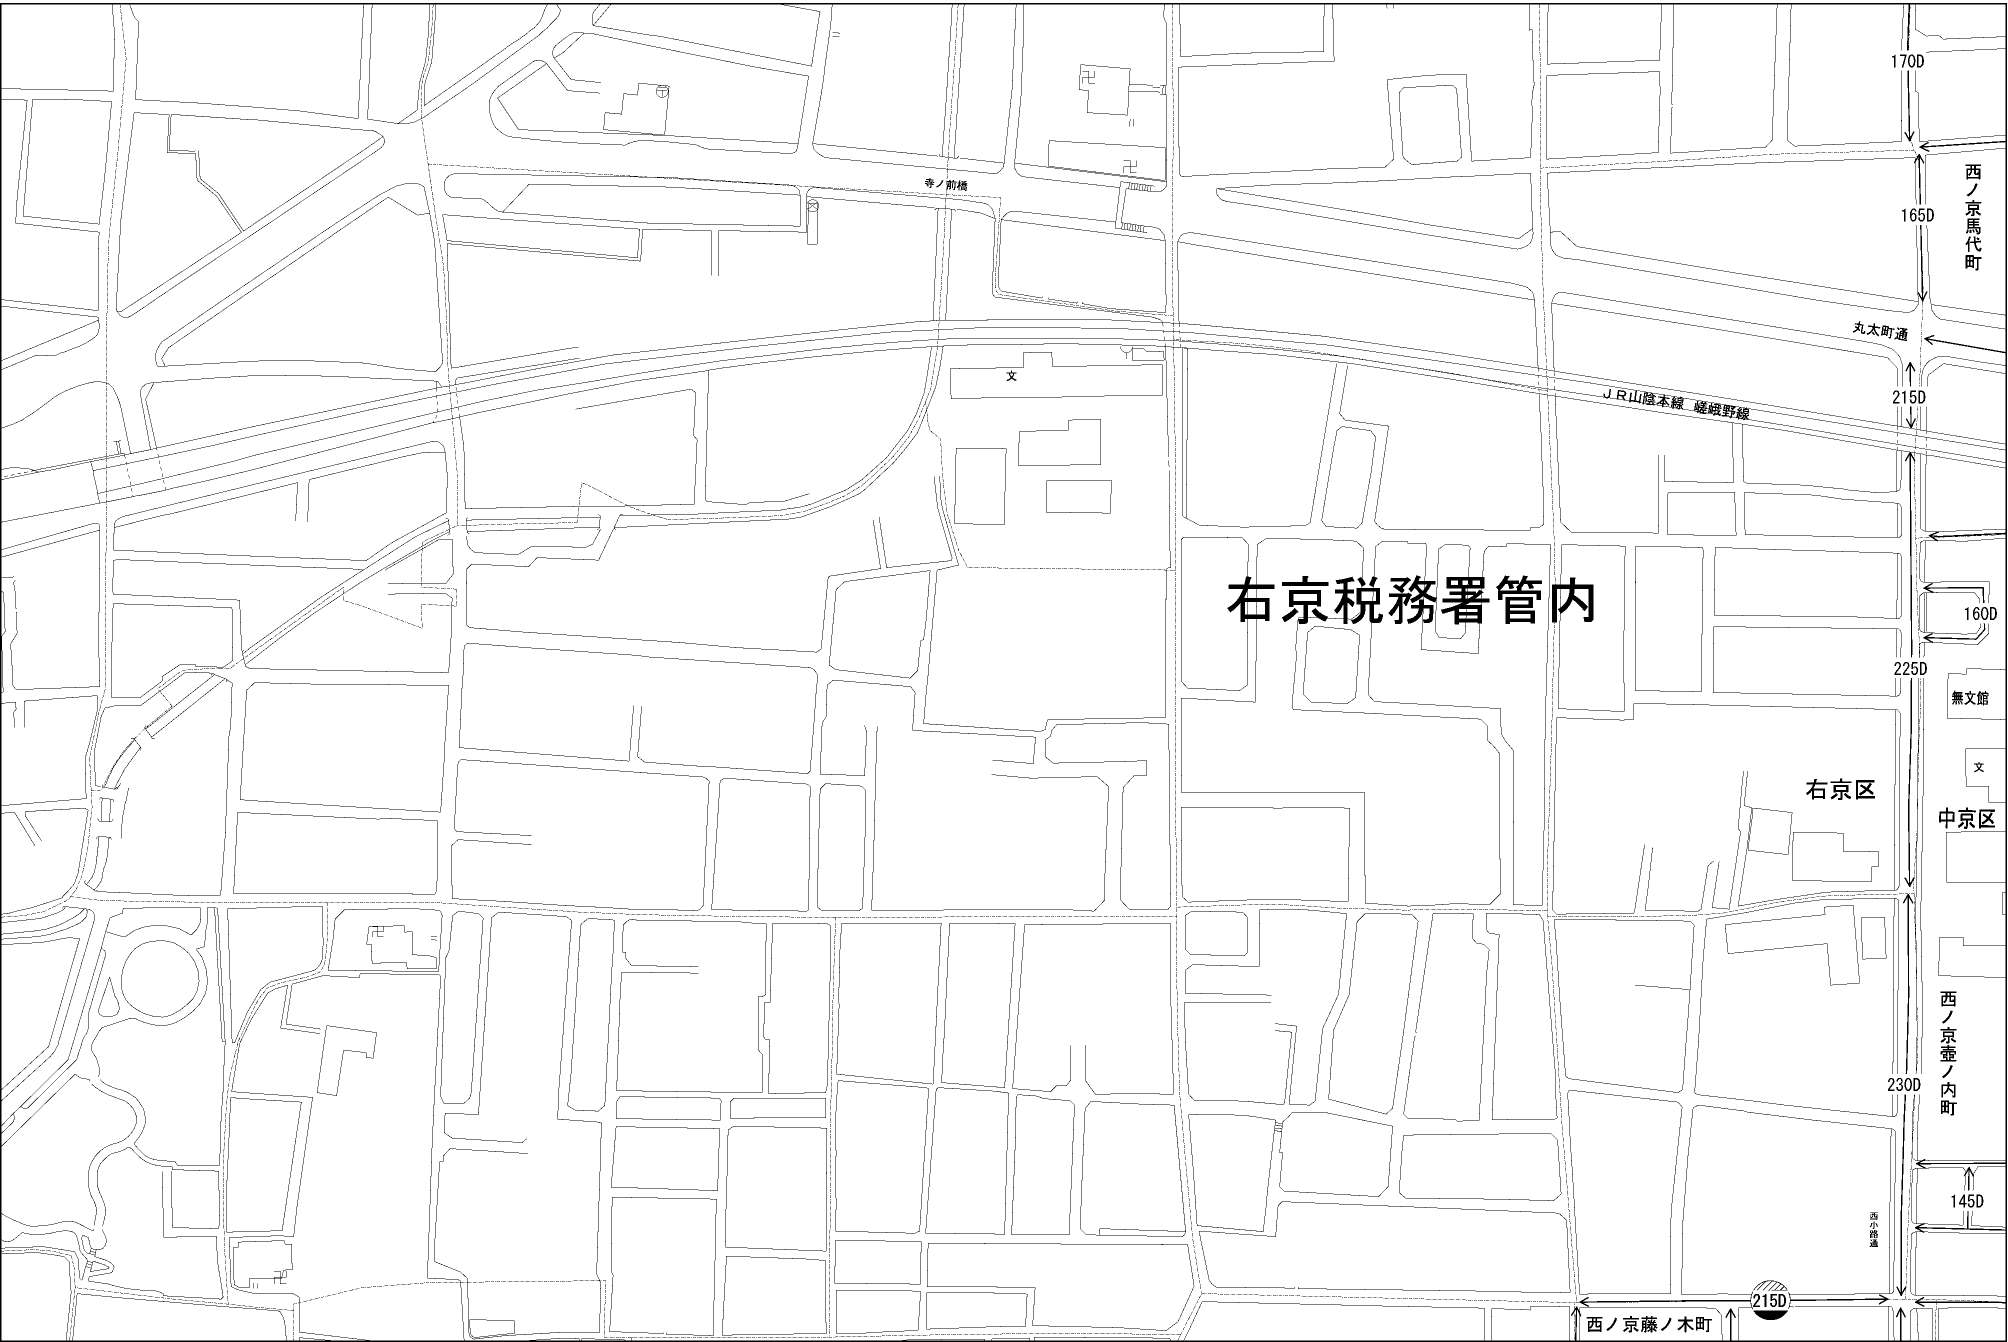 170D
西ノ京馬代町
165D
寺ノ前橋
丸太町通
文
215D
JR山陰本線 嵯峨野線
右京税務署管内
160D
225D
無文館
文
右京区
中京区
西ノ京壺ノ内町
230D
145D
西小路通
215D
西ノ京藤ノ木町